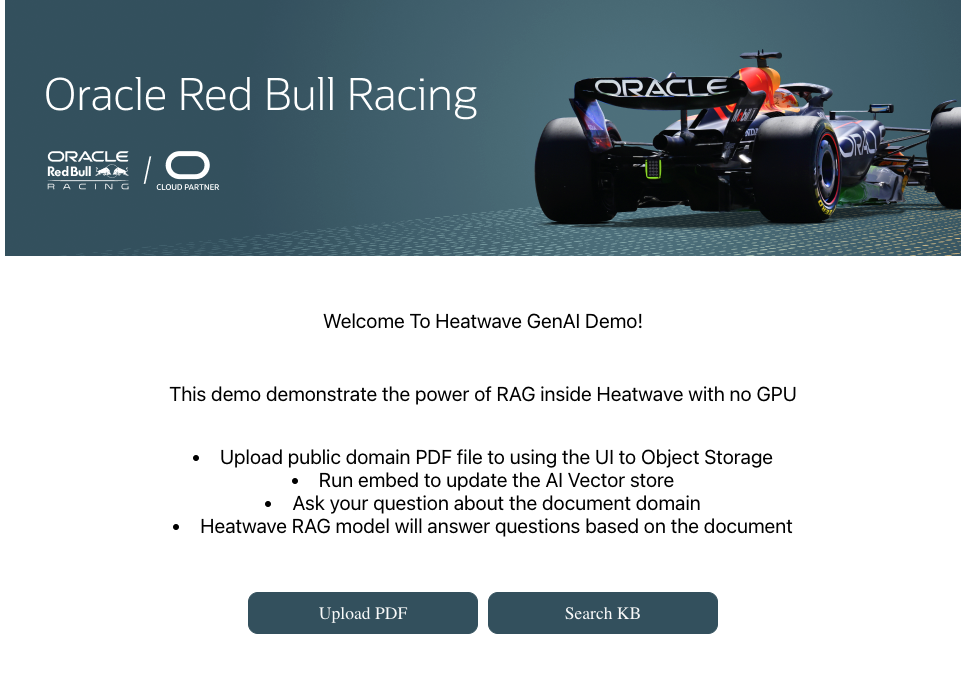 Oracle Red Bull Racing
ORACLE
Red Bull
RACING
CLOUD PARTNER
ORACLE
Mobil
ORACL
Welcome To Heatwave GenAI Demo!
This demo demonstrate the power of RAG inside Heatwave with no GPU
• Upload public domain PDF file to using the UI to Object Storage
• Run embed to update the AI Vector store
• Ask your question about the document domain
• Heatwave RAG model will answer questions based on the document
Upload PDF
Search KB